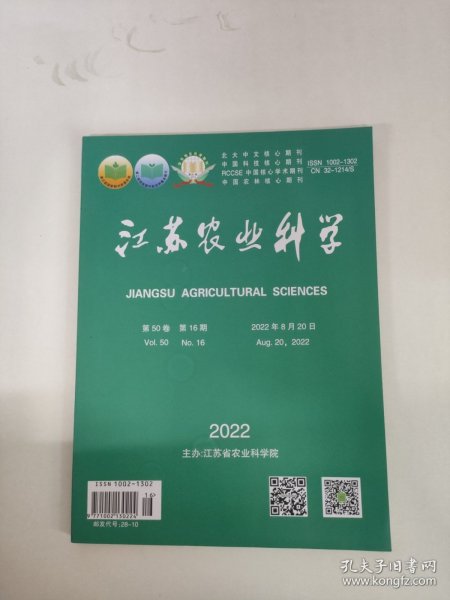 北大中文核心期刊
中国科技核心期刊
RCCSE中国核心学术期刊
中国农林核心期刊
ISSN 1002-1302
CN 32-1214/S
江苏农业科学
JIANGSU AGRICULTURAL SCIENCES
第50卷 第16期 2022年8月20日
Vol. 50 No. 16 Aug. 20, 2022
2022
主办:江苏省农业科学院
ISSN 1002-1302
16>
9 771002 130224
邮发代号:28-10
孔夫子旧书网
www.kongfz.com